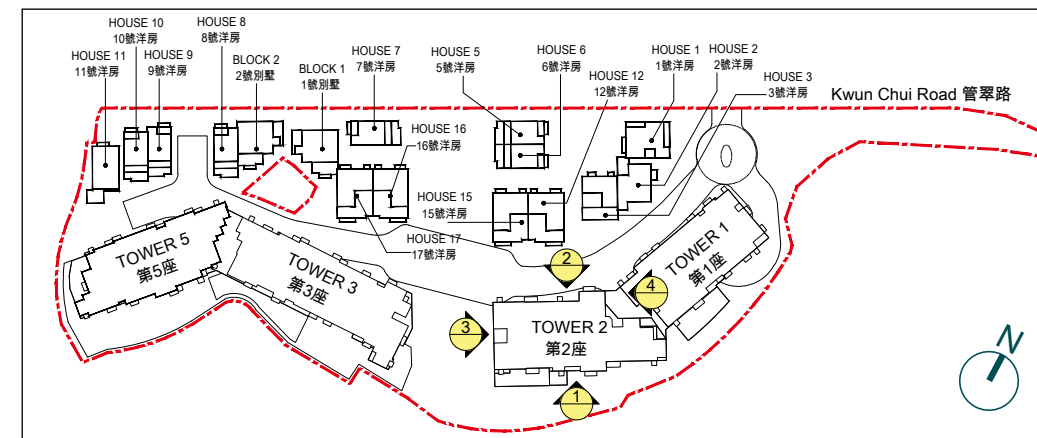 HOUSE 10
10號洋房
HOUSE 8
8號洋房
HOUSE 11
11號洋房
HOUSE 9
9號洋房
BLOCK 2
2號別墅
BLOCK 1
1號別墅
HOUSE 7
7號洋房
HOUSE 5
5號洋房
HOUSE 6
6號洋房
HOUSE 12
12號洋房
HOUSE 1
1號洋房
HOUSE 2
2號洋房
HOUSE 3
3號洋房
Kwun Chui Road 管翠路
HOUSE 16
16號洋房
HOUSE 15
15號洋房
HOUSE 17
17號洋房
TOWER 5
第5座
TOWER 3
第3座
TOWER 1
第1座
2
4
3
TOWER 2
第2座
1
N